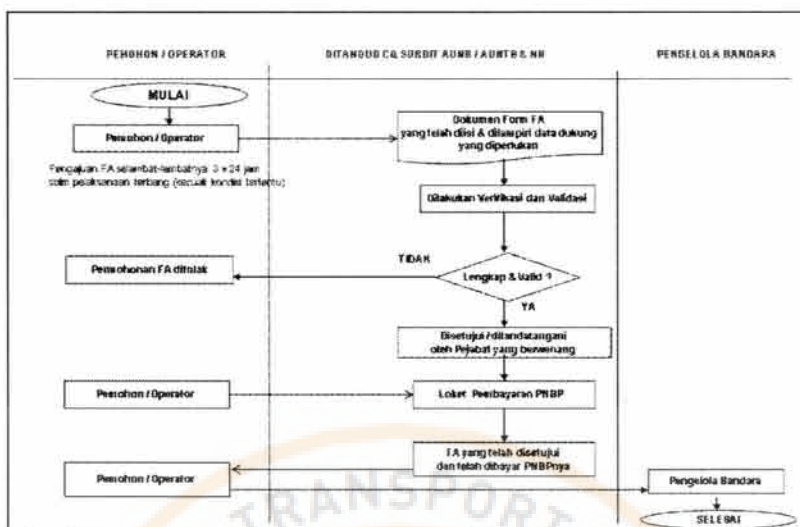 PEMOHON / OPERATOR
DITANGUD CQ SUBDIT AUNB / AUNTB & NH
PENGELOLA BANDARA
MULAI
Pemohon / Operator
Dokumen Form FA
yang telah diisi & dilampiri data dukung
yang diperlukan
Pengajuan FA selambat-lambatnya 3 x 24 jam
sblm pelaksanaan terbang (kecuali kondisi tertentu)
Dilakukan Verifikasi dan Validasi
TIDAK
Permohonan FA ditolak
Lengkap & Valid ?
YA
Disetujui / ditandatangani
oleh Pejabat yang berwenang
Pemohon / Operator
Loket Pembayaran PNBP
FA yang telah disetujui
dan telah dibayar PNBPnya
Pemohon / Operator
Pengelola Bandara
SELESAI
TRANSPORT